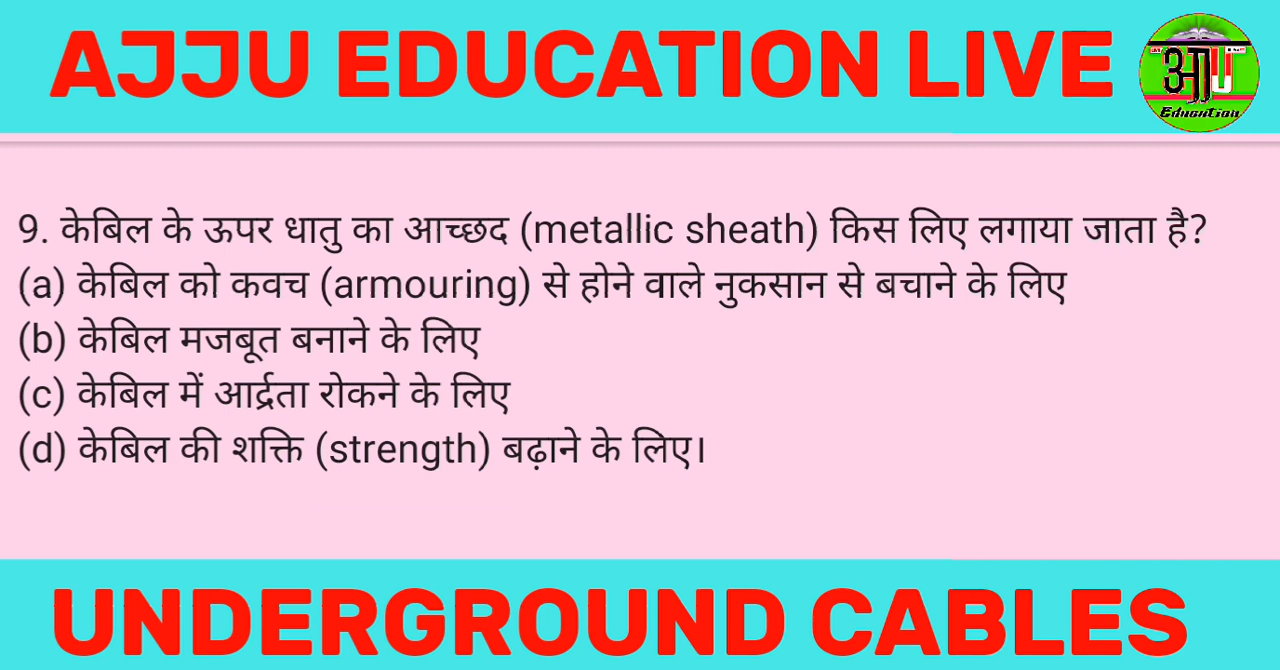 AJJU EDUCATION LIVE
Education
9. केबिल के ऊपर धातु का आच्छद (metallic sheath) किस लिए लगाया जाता है?
(a) केबिल को कवच (armouring) से होने वाले नुकसान से बचाने के लिए
(b) केबिल मजबूत बनाने के लिए
(c) केबिल में आर्द्रता रोकने के लिए
(d) केबिल की शक्ति (strength) बढ़ाने के लिए।
UNDERGROUND CABLES